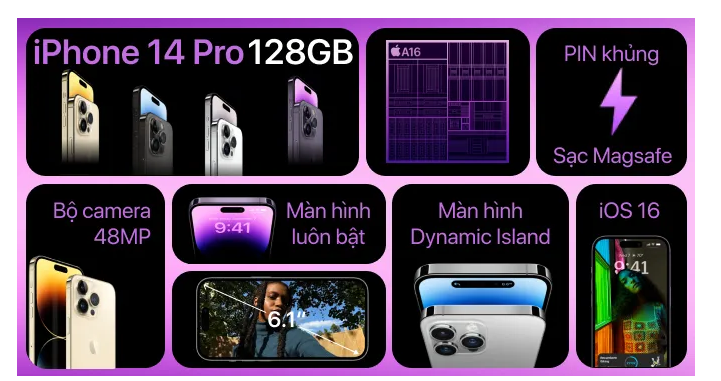 iPhone 14 Pro 128GB
A16
PIN khủng
Sạc Magsafe
Bộ camera
48MP
9:41
Màn hình
luôn bật
6.1"
Màn hình
Dynamic Island
iOS 16
9:41